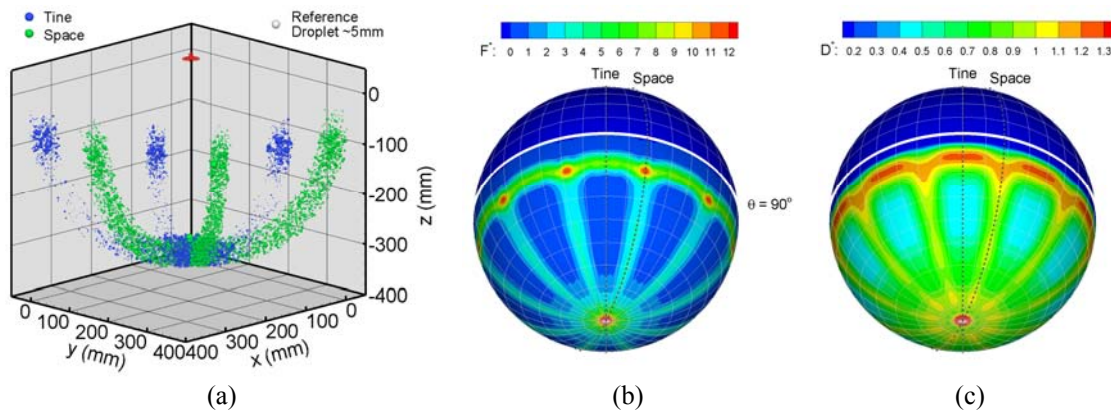 Tine
Space
Reference
Droplet ~5mm
0
-100
-200
-300
-400
z (mm)
0
100
200
300
400
y (mm)
400
300
200
100
0
x (mm)
(a)
F*:
0 1 2 3 4 5 6 7 8 9 10 11 12
Tine
Space
θ = 90°
(b)
D*:
0.2 0.3 0.4 0.5 0.6 0.7 0.8 0.9 1 1.1 1.2 1.3
Tine
Space
(c)